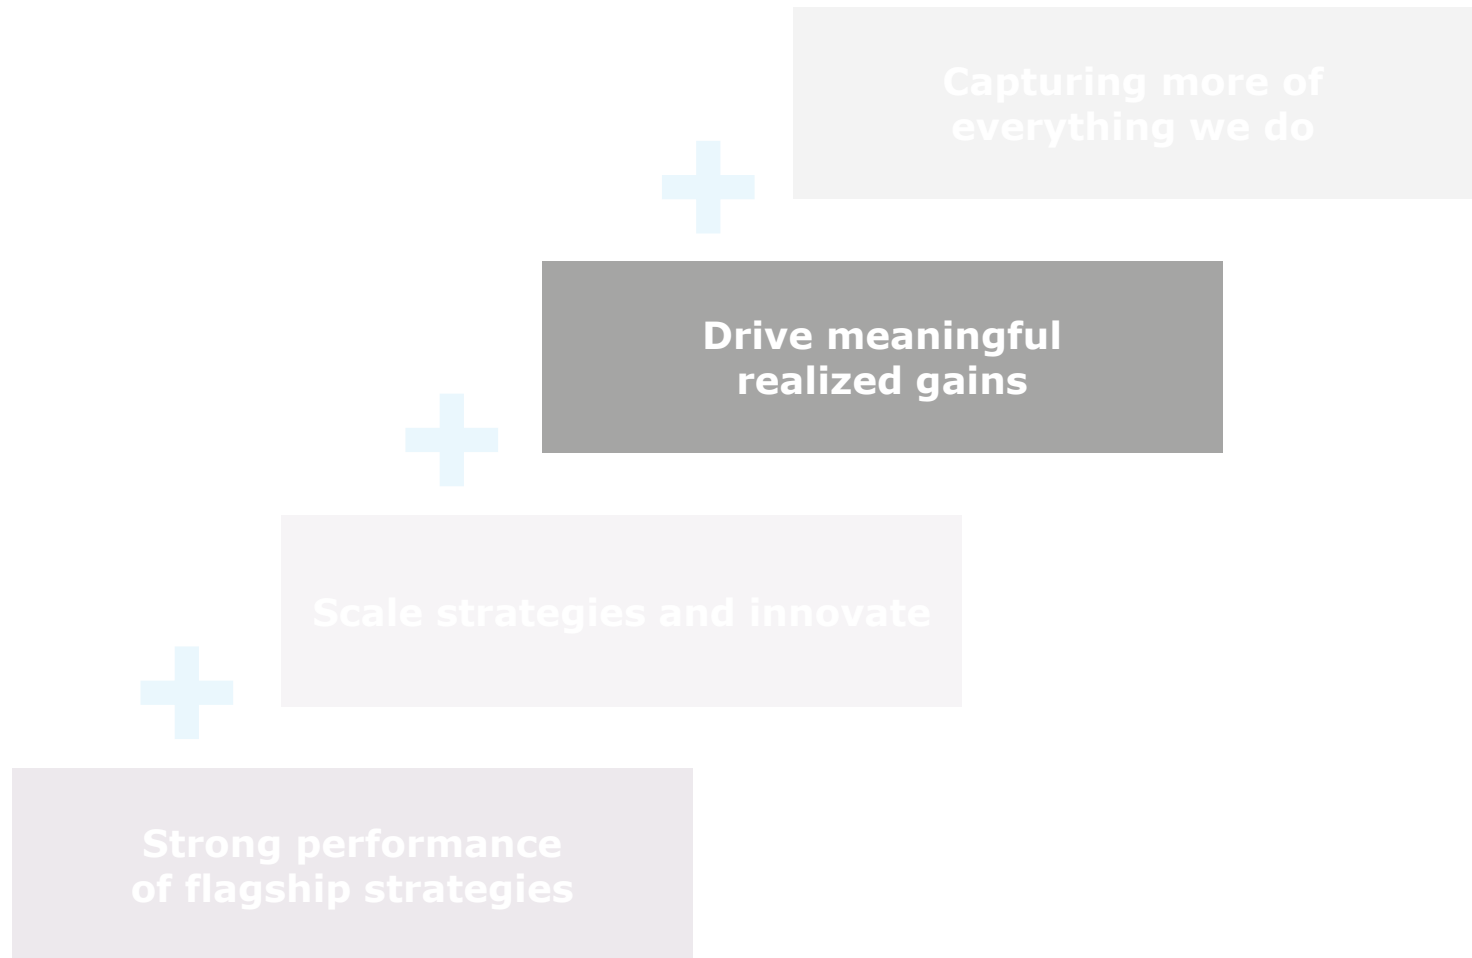 Capturing more of
everything we do
Drive meaningful
realized gains
Scale strategies and innovate
Strong performance
of flagship strategies